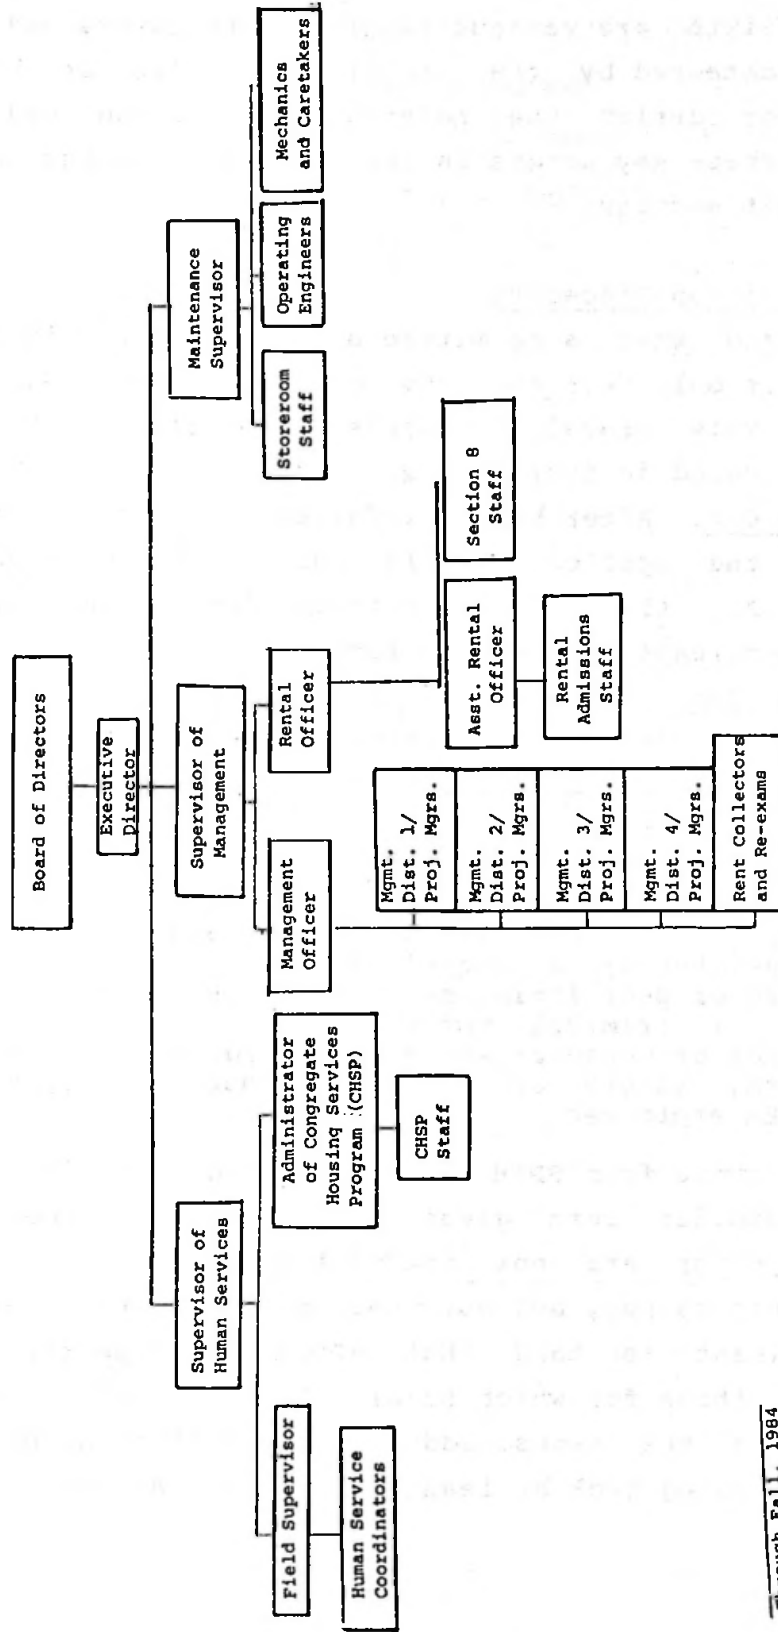 Board of Directors
Executive
Director
Supervisor of
Human Services
Supervisor of
Management
Maintenance
Supervisor
Field Supervisor
Administrator
of Congregate
Housing Services
Program (CHSP)
Management
Officer
Rental
Officer
Storeroom
Staff
Operating
Engineers
Mechanics
and Caretakers
Human Service
Coordinators
CHSP
Staff
Mgmt.
Dist. 1/
Proj. Mgrs.
Mgmt.
Dist. 2/
Proj. Mgrs.
Mgmt.
Dist. 3/
Proj. Mgrs.
Mgmt.
Dist. 4/
Proj. Mgrs.
Rent Collectors
and Re-exams
Asst. Rental
Officer
Section 8
Staff
Rental
Admissions
Staff
Through Fall, 1984